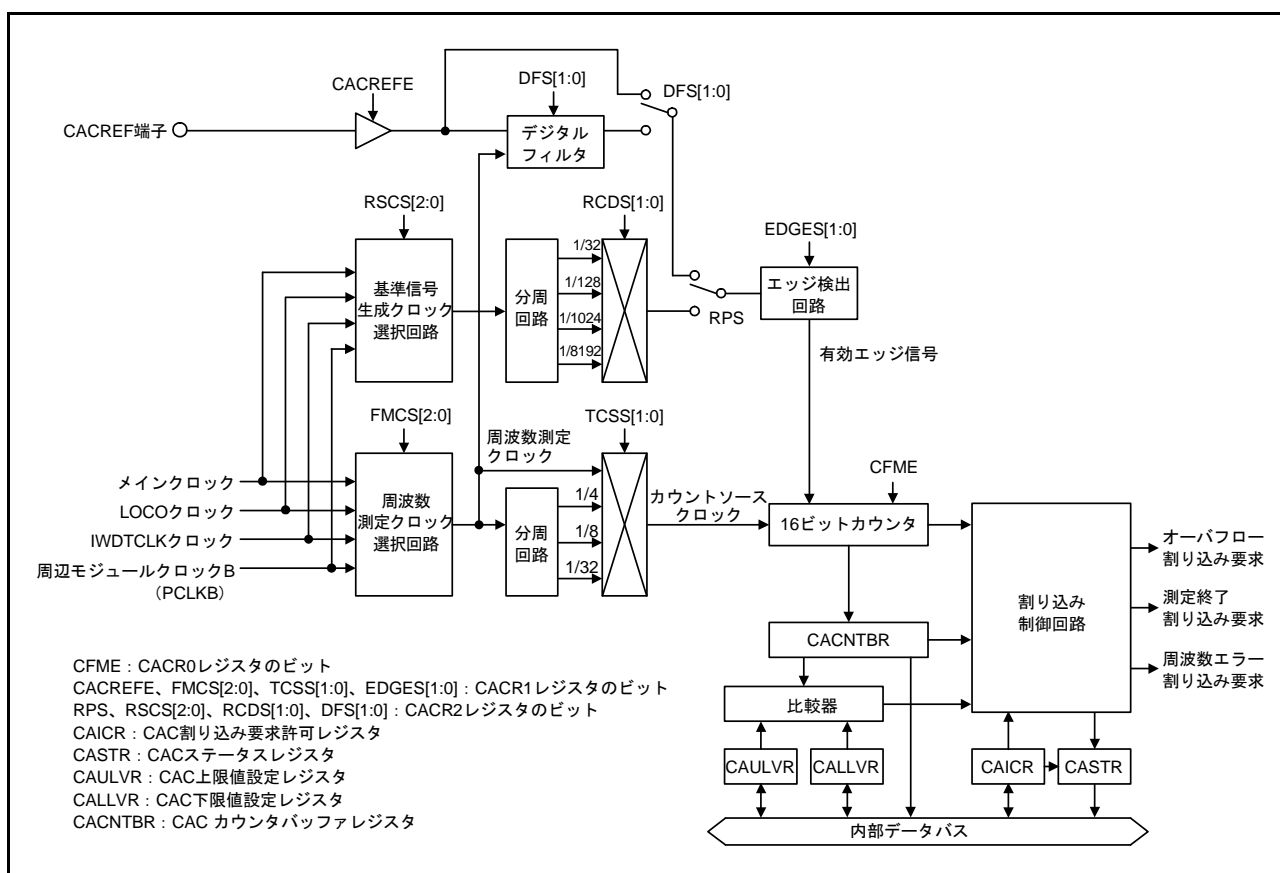 CACREFE
DFS[1:0]
DFS[1:0]
CACREF端子
デジタル
フィルタ
RSCS[2:0]
RCDS[1:0]
EDGES[1:0]
基準信号
生成クロック
選択回路
分周
回路
1/32
1/128
1/1024
1/8192
RPS
エッジ検出
回路
有効エッジ信号
FMCS[2:0]
TCSS[1:0]
周波数測定
クロック
CFME
メインクロック
LOCOクロック
IWDTCLKクロック
周辺モジュールクロックB
（PCLKB）
周波数
測定クロック
選択回路
分周
回路
1/4
1/8
1/32
カウントソース
クロック
16ビットカウンタ
割り込み
制御回路
オーバフロー
割り込み要求
測定終了
割り込み要求
周波数エラー
割り込み要求
CACNTBR
比較器
CAULVR
CALLVR
CAICR
CASTR
内部データバス
CFME：CACR0レジスタのビット
CACREFE、FMCS[2:0]、TCSS[1:0]、EDGES[1:0]：CACR1レジスタのビット
RPS、RSCS[2:0]、RCDS[1:0]、DFS[1:0]：CACR2レジスタのビット
CAICR：CAC割り込み要求許可レジスタ
CASTR：CACステータスレジスタ
CAULVR：CAC上限値設定レジスタ
CALLVR：CAC下限値設定レジスタ
CACNTBR：CAC カウンタバッファレジスタ